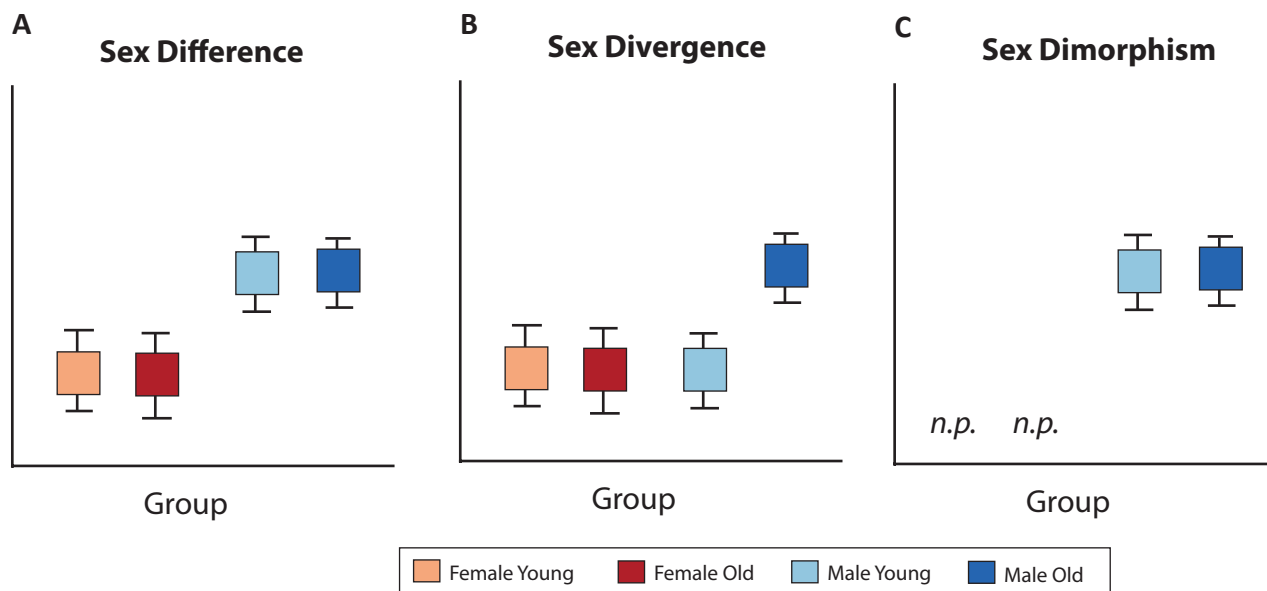 A
Sex Difference
Group
B
Sex Divergence
Group
C
Sex Dimorphism
n.p. n.p.
Group
Female Young Female Old Male Young Male Old